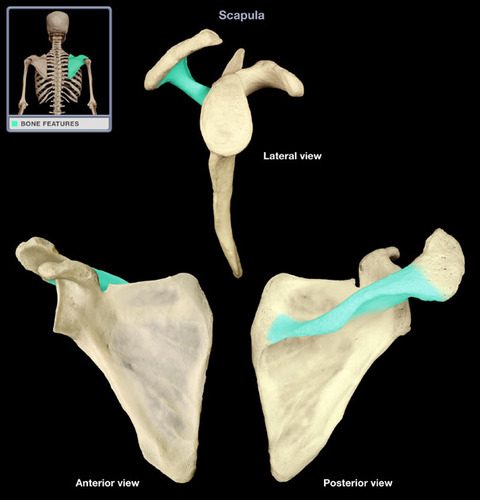 Scapula
BONE FEATURES
Lateral view
Anterior view
Posterior view